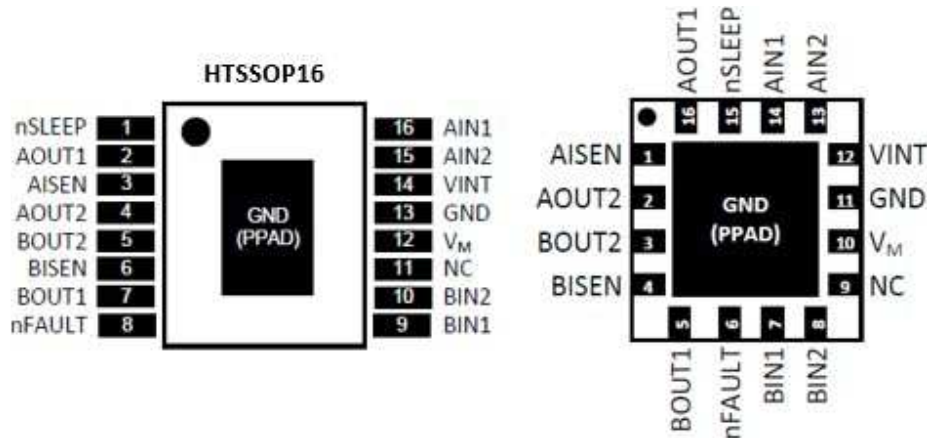 HTSSOP16
nSLEEP 1
AOUT1 2
AISEN 3
AOUT2 4
BOUT2 5
BISEN 6
BOUT1 7
nFAULT 8
GND
(PPAD)
16 AIN1
15 AIN2
14 VINT
13 GND
12 VM
11 NC
10 BIN2
9 BIN1
AOUT1
nSLEEP
AIN1
AIN2
16 15 14 13
AISEN 1
AOUT2 2
BOUT2 3
BISEN 4
GND
(PPAD)
12 VINT
11 GND
10 VM
9 NC
5 6 7 8
BOUT1
nFAULT
BIN1
BIN2